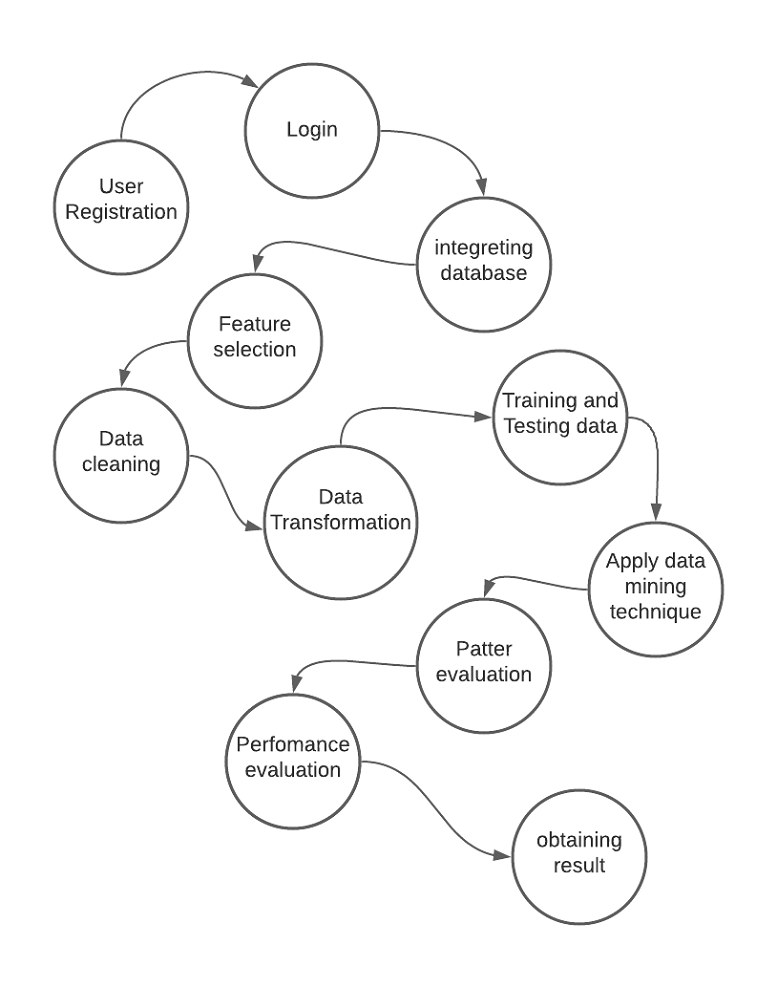 User
Registration
Login
integreting
database
Feature
selection
Data
cleaning
Data
Transformation
Training and
Testing data
Apply data
mining
technique
Patter
evaluation
Perfomance
evaluation
obtaining
result